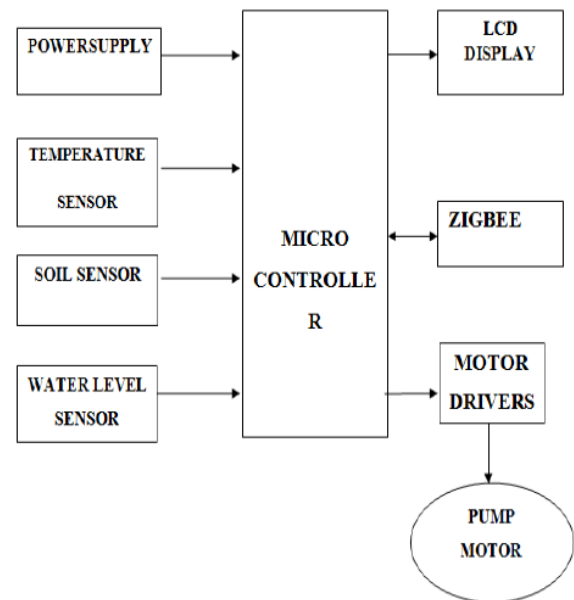 POWERSUPPLY
TEMPERATURE
SENSOR
SOIL SENSOR
WATER LEVEL
SENSOR
MICRO
CONTROLLE
R
LCD
DISPLAY
ZIGBEE
MOTOR
DRIVERS
PUMP
MOTOR